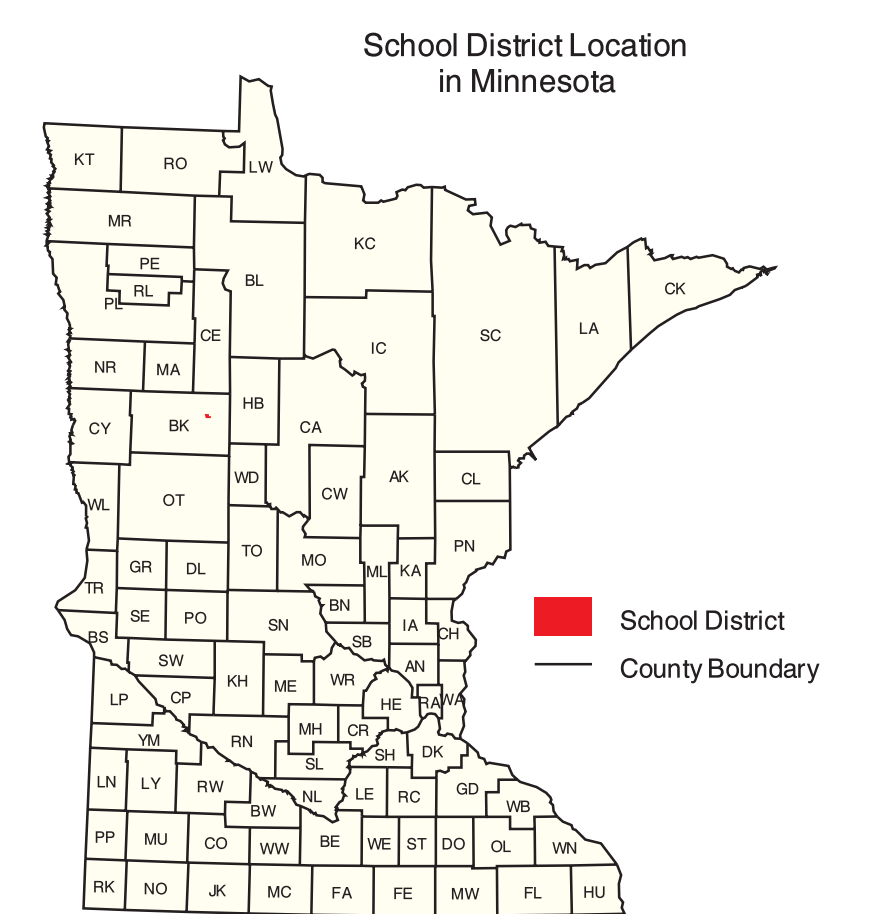 School District Location
in Minnesota
KT
RO
LW
MR
KC
PE
BL
RL
PL
CK
CE
SC
LA
IC
NR
MA
HB
CA
CY
BK
WD
AK
CL
CW
OT
WL
TO
PN
MO
GR
DL
ML
KA
TR
BN
SE
PO
SN
IA
CH
School District
BS
SB
SW
AN
County Boundary
KH
WR
ME
LP
CP
HE
RA
WA
MH
CR
YM
RN
DK
SH
SL
LN
LY
RW
NL
LE
RC
GD
BW
WB
PP
MU
CO
WW
BE
WE
ST
DO
OL
WN
RK
NO
JK
MC
FA
FE
MW
FL
HU